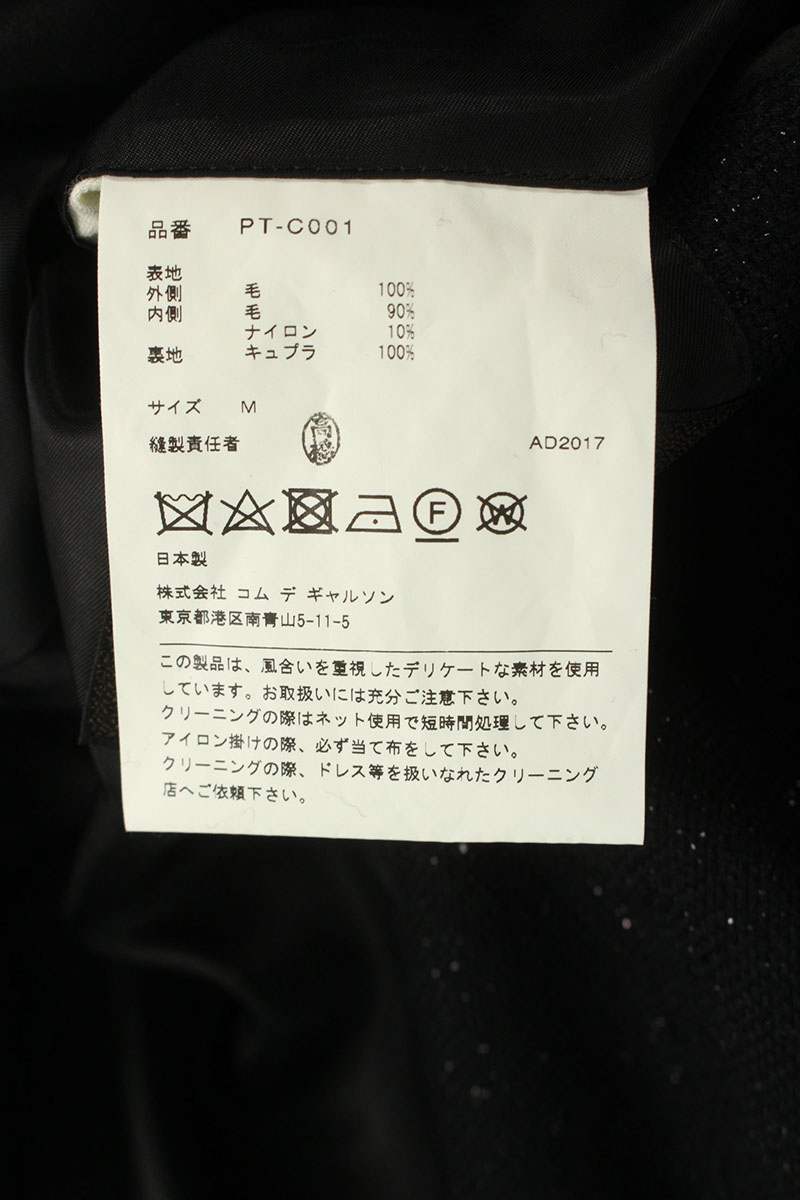 品番 PT-C001
表地
外側 毛 100%
内側 毛 90%
ナイロン 10%
裏地 キュプラ 100%
サイズ M
縫製責任者 高橋 AD2017
F W
日本製
株式会社 コム デ ギャルソン
東京都港区南青山5-11-5
この製品は、風合いを重視したデリケートな素材を使用
しています。お取扱いには充分ご注意下さい。
クリーニングの際はネット使用で短時間処理して下さい。
アイロン掛けの際、必ず当て布をして下さい。
クリーニングの際、ドレス等を扱いなれたクリーニング
店へご依頼下さい。